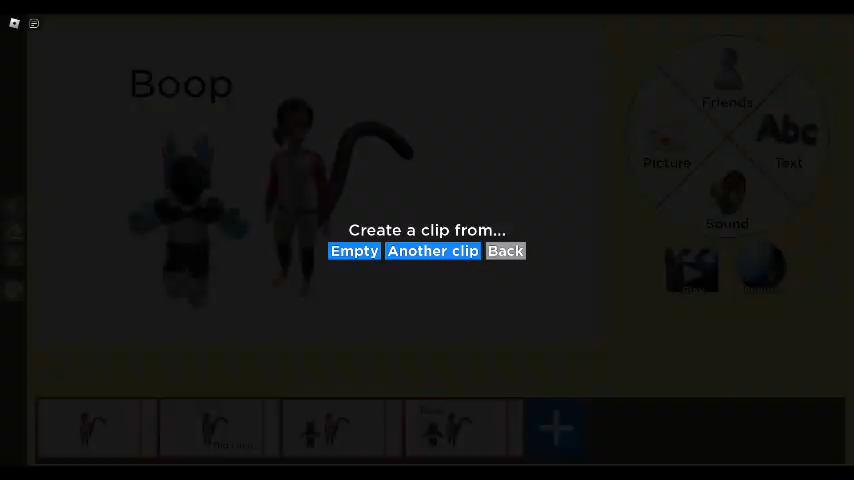 Boop
Friends
Abc
Picture
Text
Sound
Create a clip from...
Empty Another clip Back